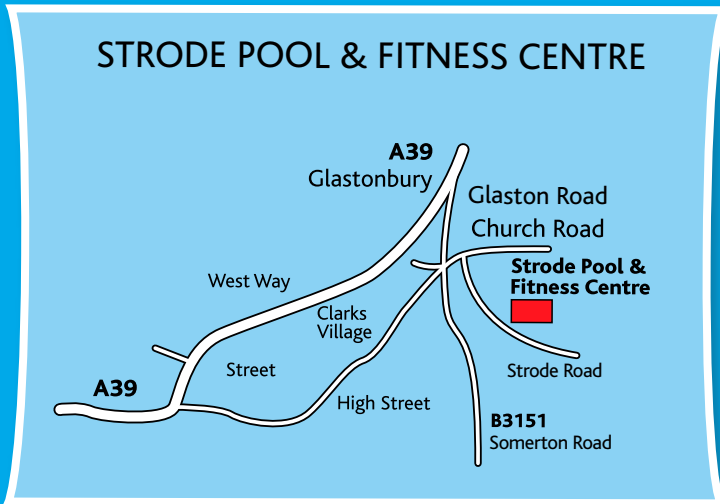 STRODE POOL & FITNESS CENTRE
A39
Glastonbury
Glaston Road
Church Road
Strode Pool &
Fitness Centre
West Way
Clarks
Village
Street
Strode Road
A39
High Street
B3151
Somerton Road